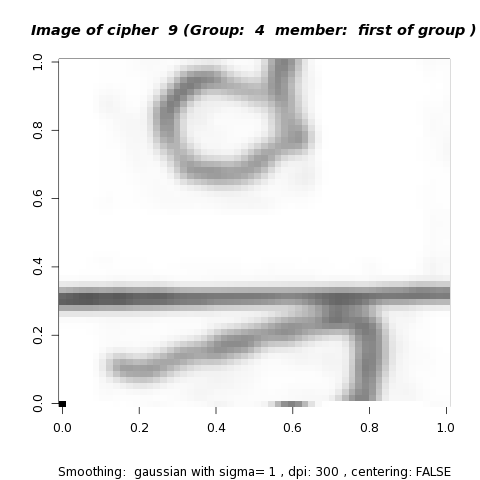 Image of cipher 9 (Group: 4 member: first of group )
1.0
0.8
0.6
0.4
0.2
0.0
0.0 0.2 0.4 0.6 0.8 1.0
Smoothing: gaussian with sigma= 1 , dpi: 300 , centering: FALSE